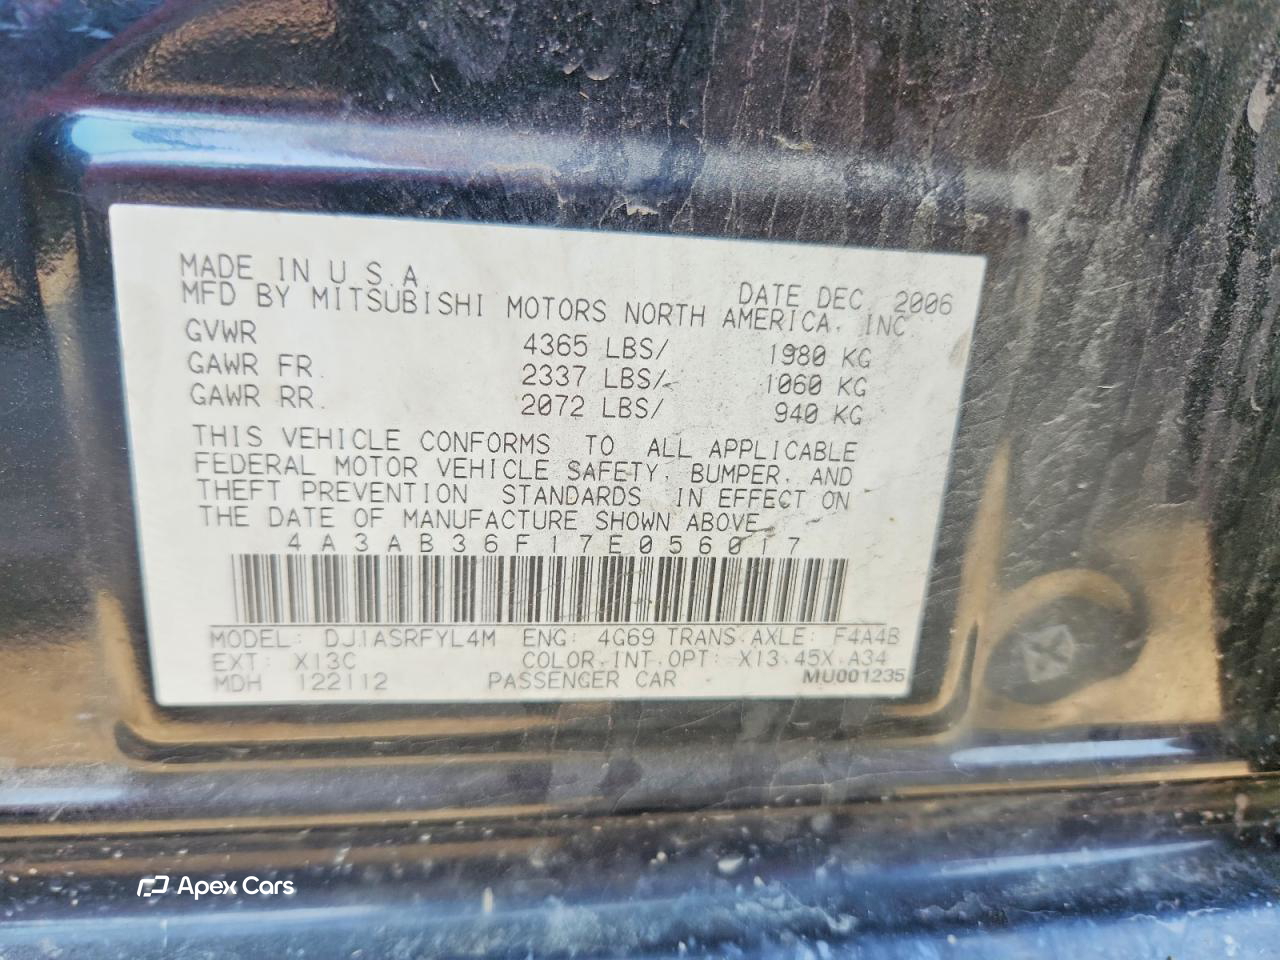 MADE IN U.S.A. DATE DEC. 2006
MFD BY MITSUBISHI MOTORS NORTH AMERICA, INC
GVWR 4365 LBS/ 1980 KG
GAWR FR. 2337 LBS/ 1060 KG
GAWR RR. 2072 LBS/ 940 KG
THIS VEHICLE CONFORMS TO ALL APPLICABLE
FEDERAL MOTOR VEHICLE SAFETY, BUMPER, AND
THEFT PREVENTION STANDARDS IN EFFECT ON
THE DATE OF MANUFACTURE SHOWN ABOVE
4A3AB36F17E056017
MODEL: DJ1ASRFYL4M ENG: 4G69 TRANS.AXLE: F4A4B
EXT: X13C COLOR.INT.OPT: X13 45X A34
MDH 122112 PASSENGER CAR MU001235
Apex Cars